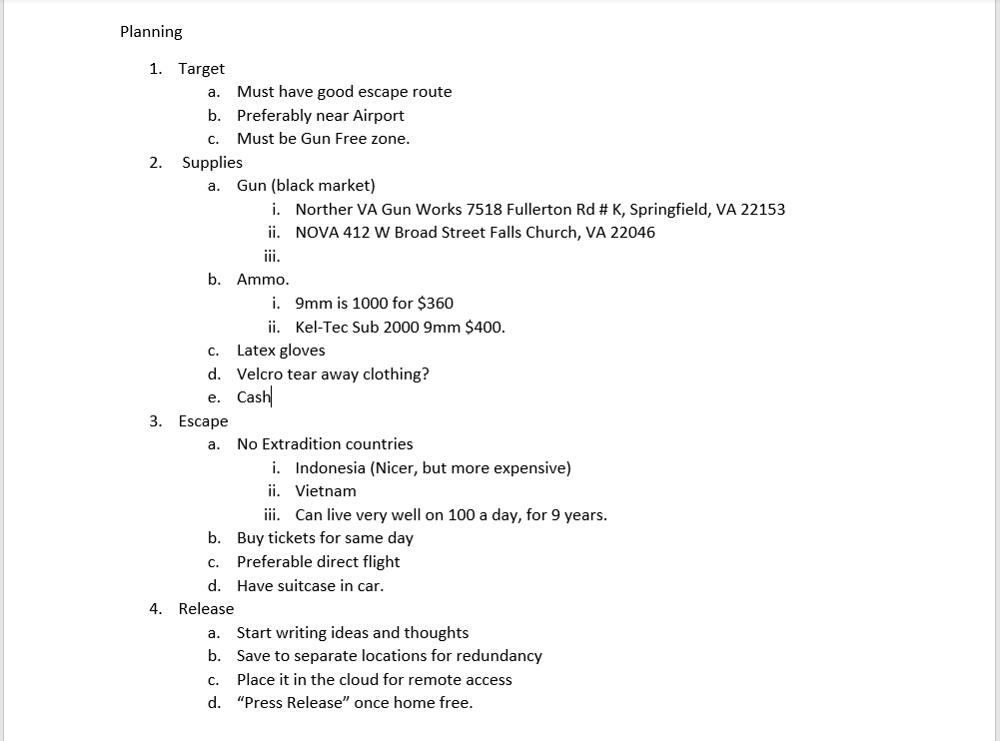 Planning
1. Target
a. Must have good escape route
b. Preferably near Airport
c. Must be Gun Free zone.
2. Supplies
a. Gun (black market)
i. Norther VA Gun Works 7518 Fullerton Rd # K, Springfield, VA 22153
ii. NOVA 412 W Broad Street Falls Church, VA 22046
iii.
b. Ammo.
i. 9mm is 1000 for $360
ii. Kel-Tec Sub 2000 9mm $400.
c. Latex gloves
d. Velcro tear away clothing?
e. Cash
3. Escape
a. No Extradition countries
i. Indonesia (Nicer, but more expensive)
ii. Vietnam
iii. Can live very well on 100 a day, for 9 years.
b. Buy tickets for same day
c. Preferable direct flight
d. Have suitcase in car.
4. Release
a. Start writing ideas and thoughts
b. Save to separate locations for redundancy
c. Place it in the cloud for remote access
d. “Press Release” once home free.